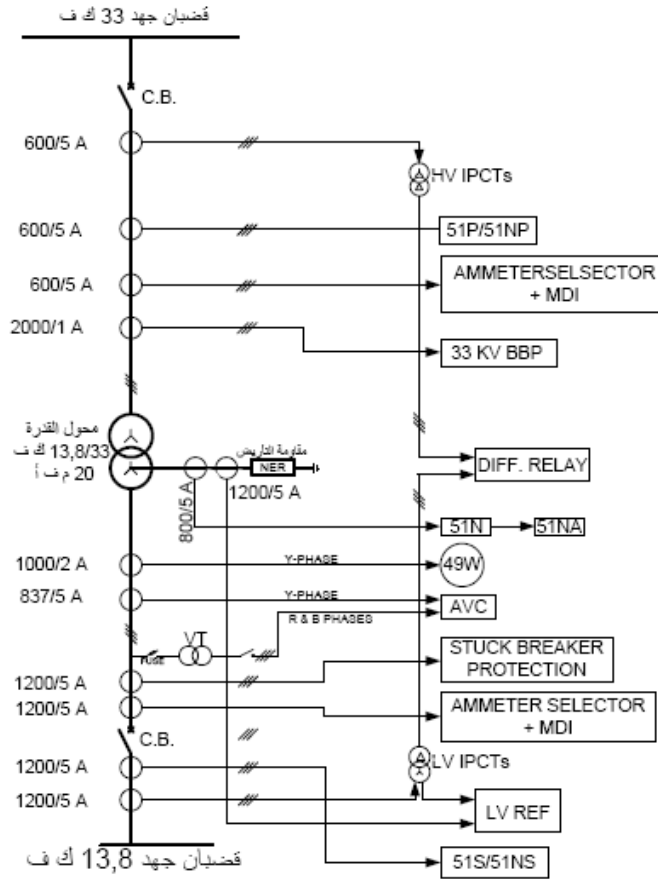 قضبان جهد 33 ك ف
C.B.
600/5 A
HV IPCTs
600/5 A
51P/51NP
600/5 A
AMMETERSELSECTOR
+ MDI
2000/1 A
33 KV BBP
محول القدرة
13,8/33 ك ف
20 م ف أ
مقاومة التأريض
NER
800/5 A
1200/5 A
DIFF. RELAY
51N
51NA
1000/2 A
Y-PHASE
49W
837/5 A
Y-PHASE
AVC
R & B PHASES
VT
FUSE
STUCK BREAKER
PROTECTION
1200/5 A
1200/5 A
AMMETER SELECTOR
+ MDI
C.B.
1200/5 A
LV IPCTs
1200/5 A
LV REF
قضبان جهد 13,8 ك ف
51S/51NS